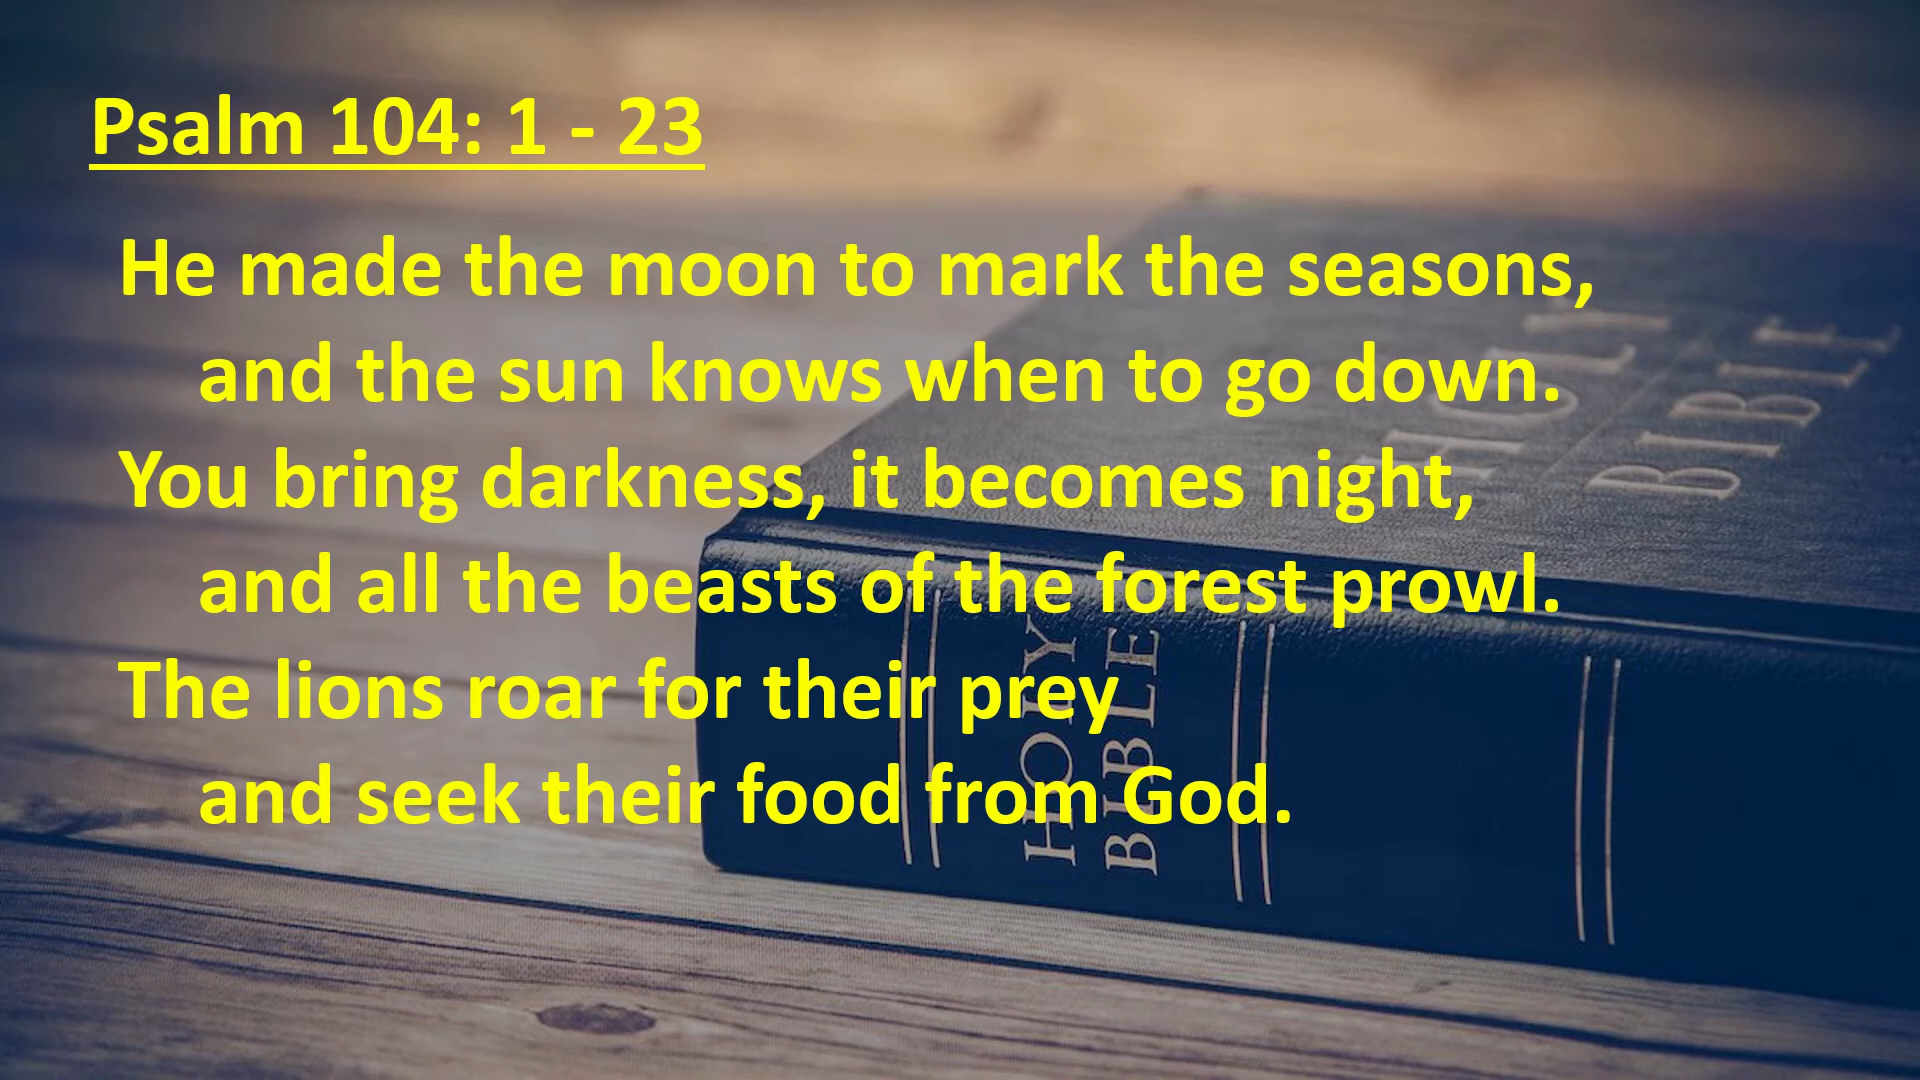 Psalm 104: 1 - 23
He made the moon to mark the seasons,
and the sun knows when to go down.
You bring darkness, it becomes night,
and all the beasts of the forest prowl.
The lions roar for their prey
and seek their food from God.
HOLY
BIBLE
HOLY
BIBLE